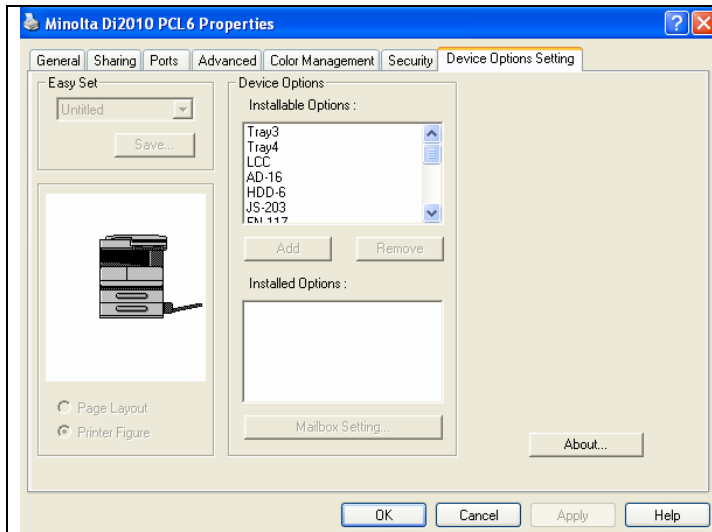 Minolta Di2010 PCL6 Properties
General Sharing Ports Advanced Color Management Security Device Options Setting
Easy Set
Untitled
Save...
Page Layout
Printer Figure
Device Options
Installable Options :
Tray3
Tray4
LCC
AD-16
HDD-6
JS-203
FN-117
Add Remove
Installed Options :
Mailbox Setting...
About...
OK Cancel Apply Help